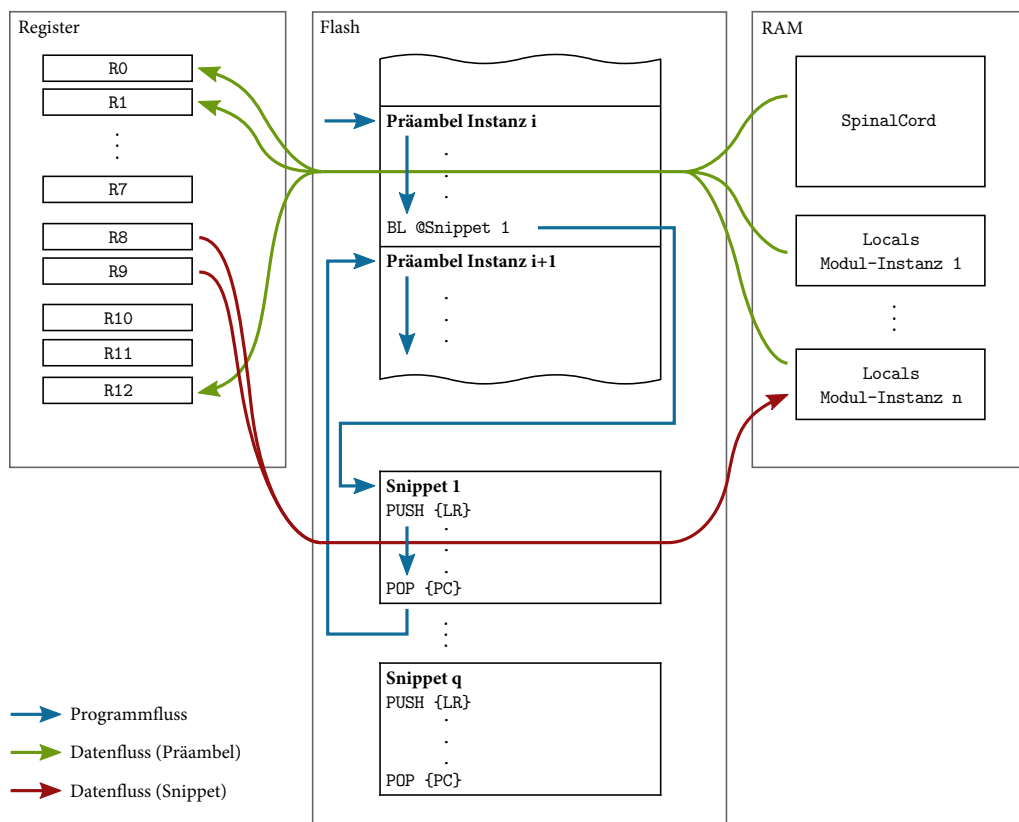 Register
R0
R1
R7
R8
R9
R10
R11
R12
Flash
Präambel Instanz i
BL @Snippet 1
Präambel Instanz i+1
Snippet 1
PUSH {LR}
POP {PC}
Snippet q
PUSH {LR}
POP {PC}
RAM
SpinalCord
Locals
Modul-Instanz 1
Locals
Modul-Instanz n
Programmfluss
Datenfluss (Präambel)
Datenfluss (Snippet)